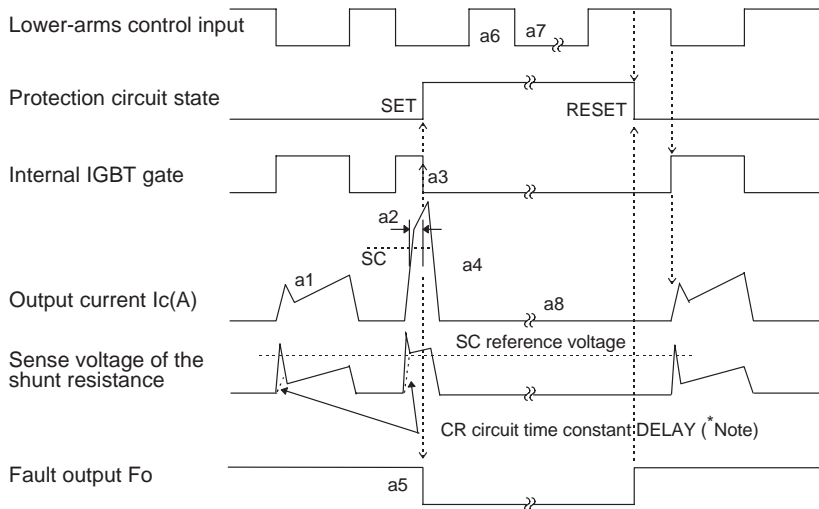 Lower-arms control input
a6 a7
Protection circuit state
SET
RESET
Internal IGBT gate
a3
a2
SC
a1
a4
Output current Ic(A)
a8
SC reference voltage
Sense voltage of the
shunt resistance
CR circuit time constant DELAY (*Note)
Fault output Fo
a5